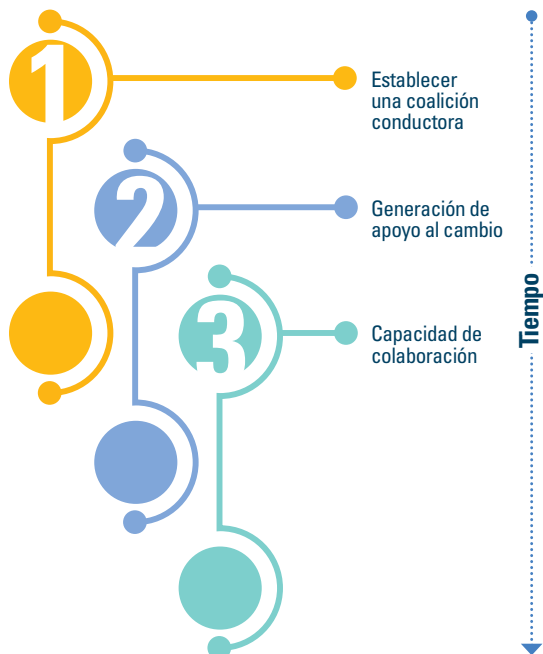 1
Establecer
una coalición
conductora
2
Generación de
apoyo al cambio
3
Capacidad de
colaboración
Tiempo